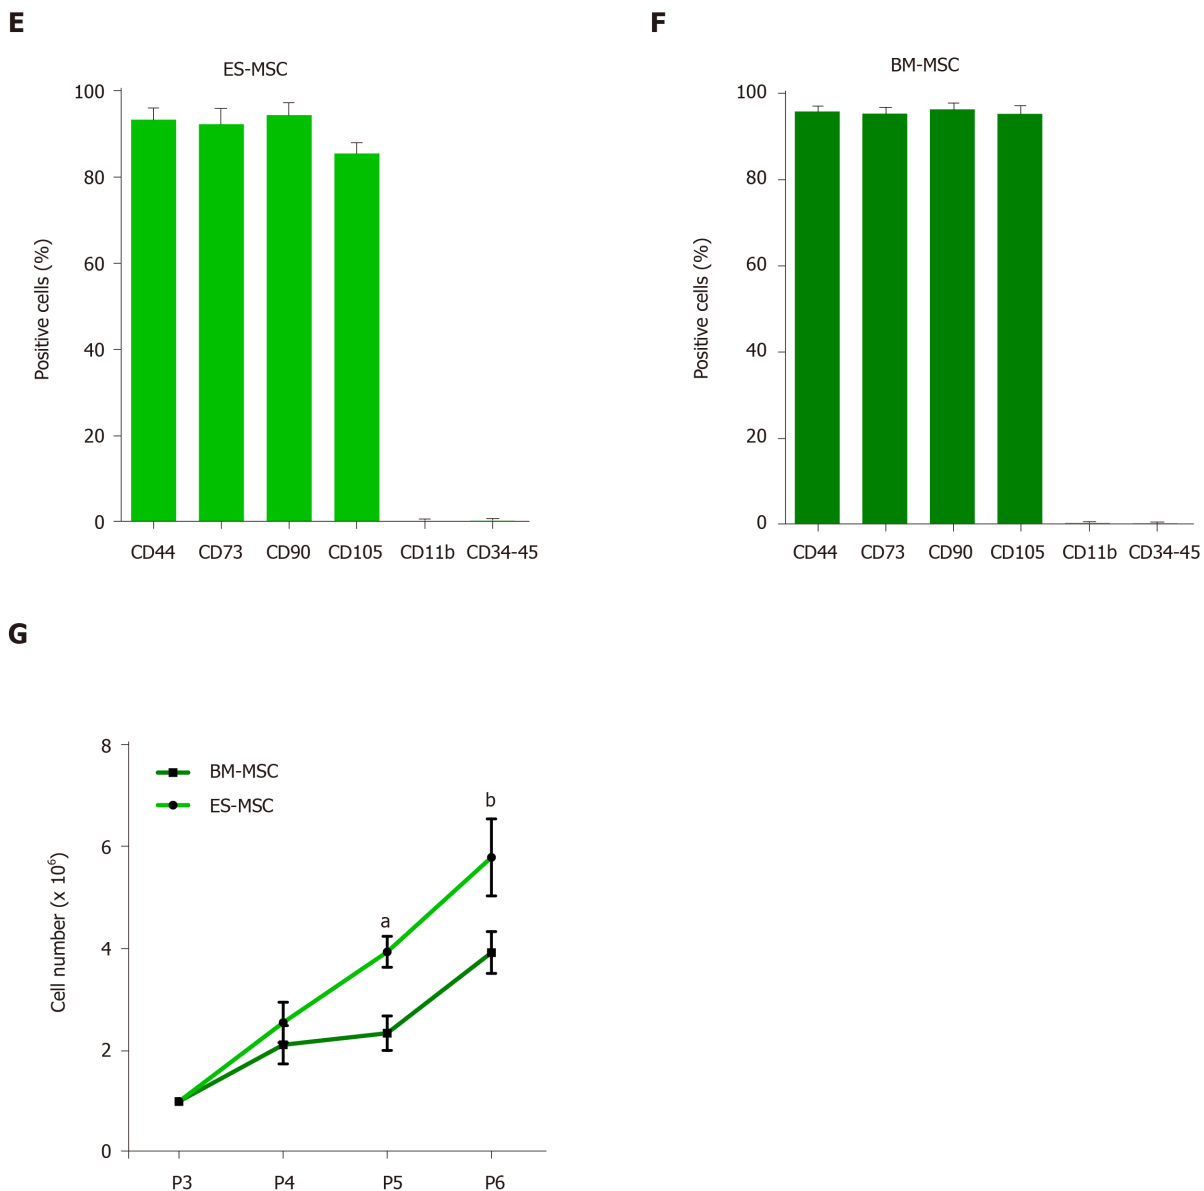 E
ES-MSC
Positive cells (%)
100
80
60
40
20
0
CD44 CD73 CD90 CD105 CD11b CD34-45
F
BM-MSC
Positive cells (%)
100
80
60
40
20
0
CD44 CD73 CD90 CD105 CD11b CD34-45
G
Cell number (x 10⁶)
8
6
4
2
0
BM-MSC
ES-MSC
a
b
P3 P4 P5 P6